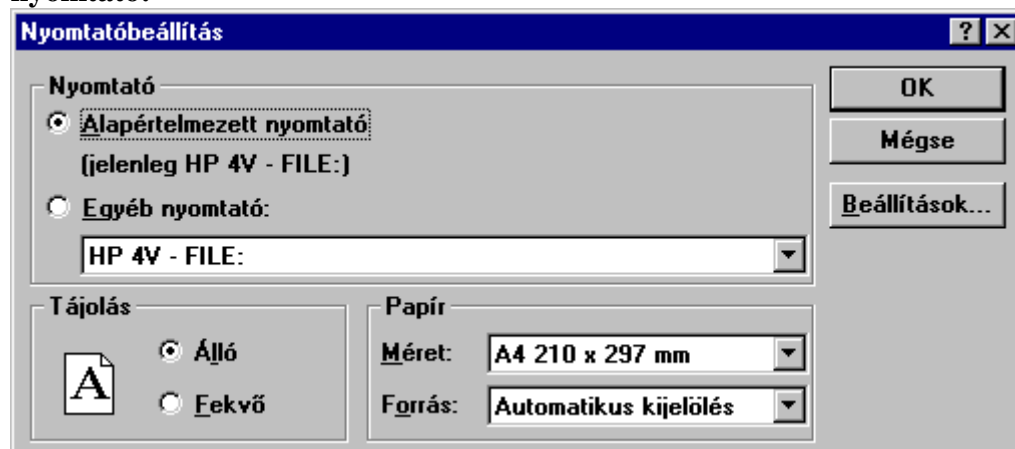 nyomtató:
Nyomtatóbeállítás
Nyomtató
Alapértelmezett nyomtató
(jelenleg HP 4V - FILE:)
Egyéb nyomtató:
HP 4V - FILE:
OK
Mégse
Beállítások...
Tájolás
A
Álló
Fekvő
Papír
Méret: A4 210 x 297 mm
Forrás: Automatikus kijelölés